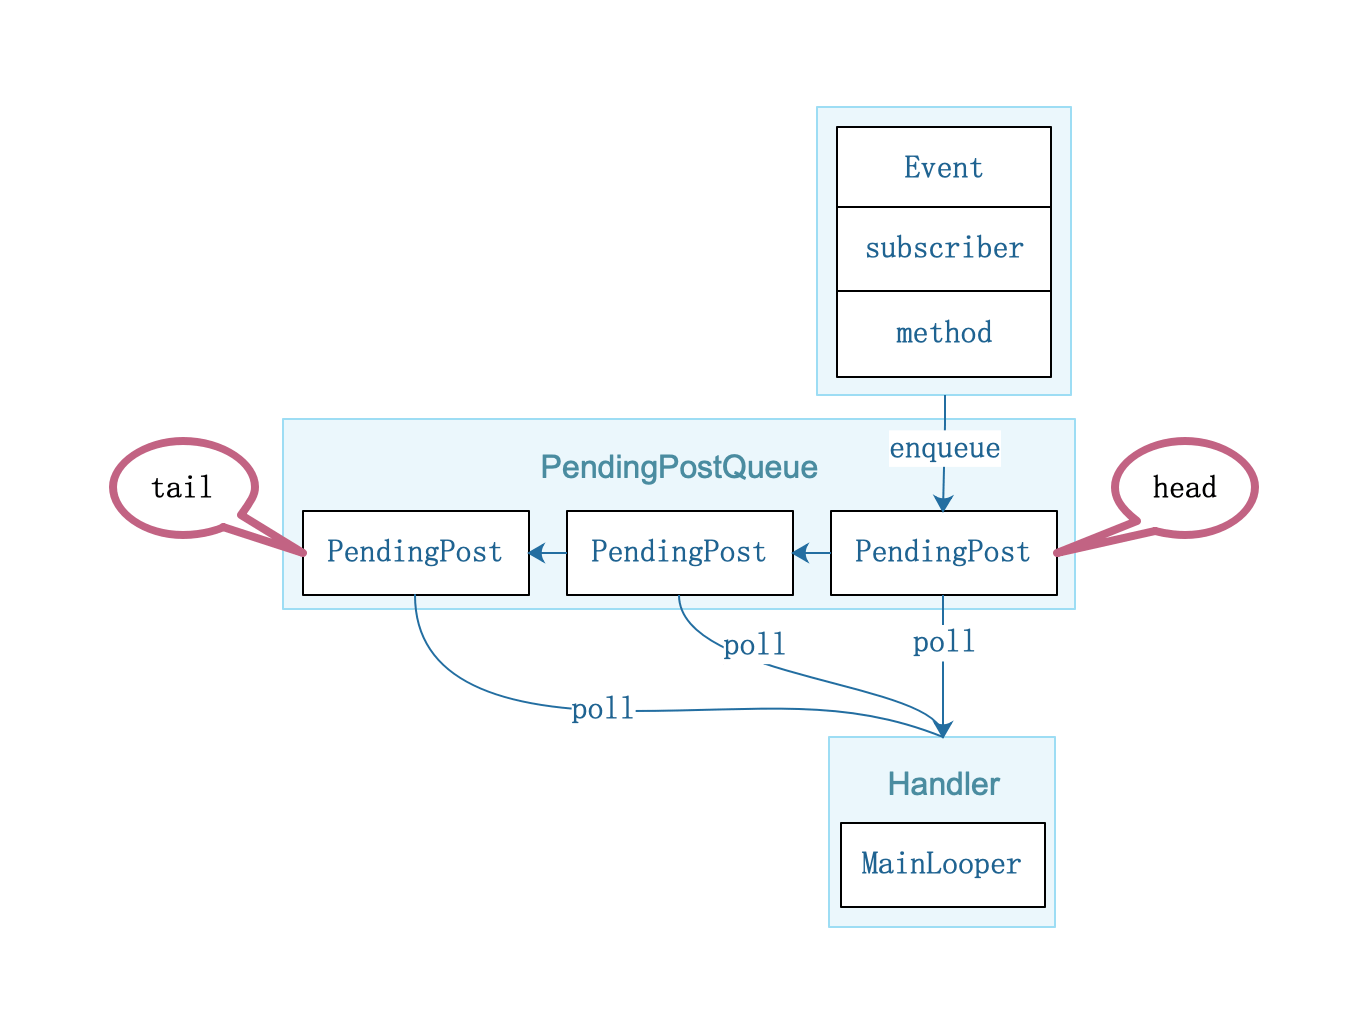 Event
subscriber
method
enqueue
PendingPostQueue
tail
head
PendingPost
PendingPost
PendingPost
poll
poll
poll
Handler
MainLooper